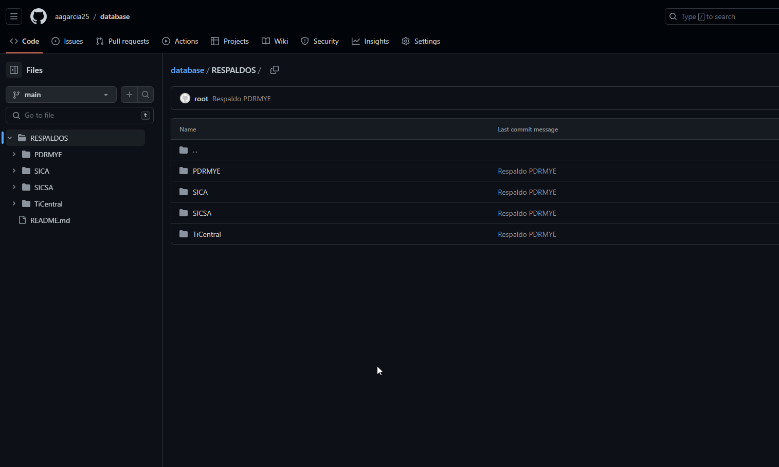 aagarcia25 / database
Type / to search
Code Issues Pull requests Actions Projects Wiki Security Insights Settings
Files
main
Go to file t
RESPALDOS
PDRMYE
SICA
SICSA
TiCentral
README.md
database / RESPALDOS /
root Respaldo PDRMYE
Name Last commit message
..
PDRMYE Respaldo PDRMYE
SICA Respaldo PDRMYE
SICSA Respaldo PDRMYE
TiCentral Respaldo PDRMYE